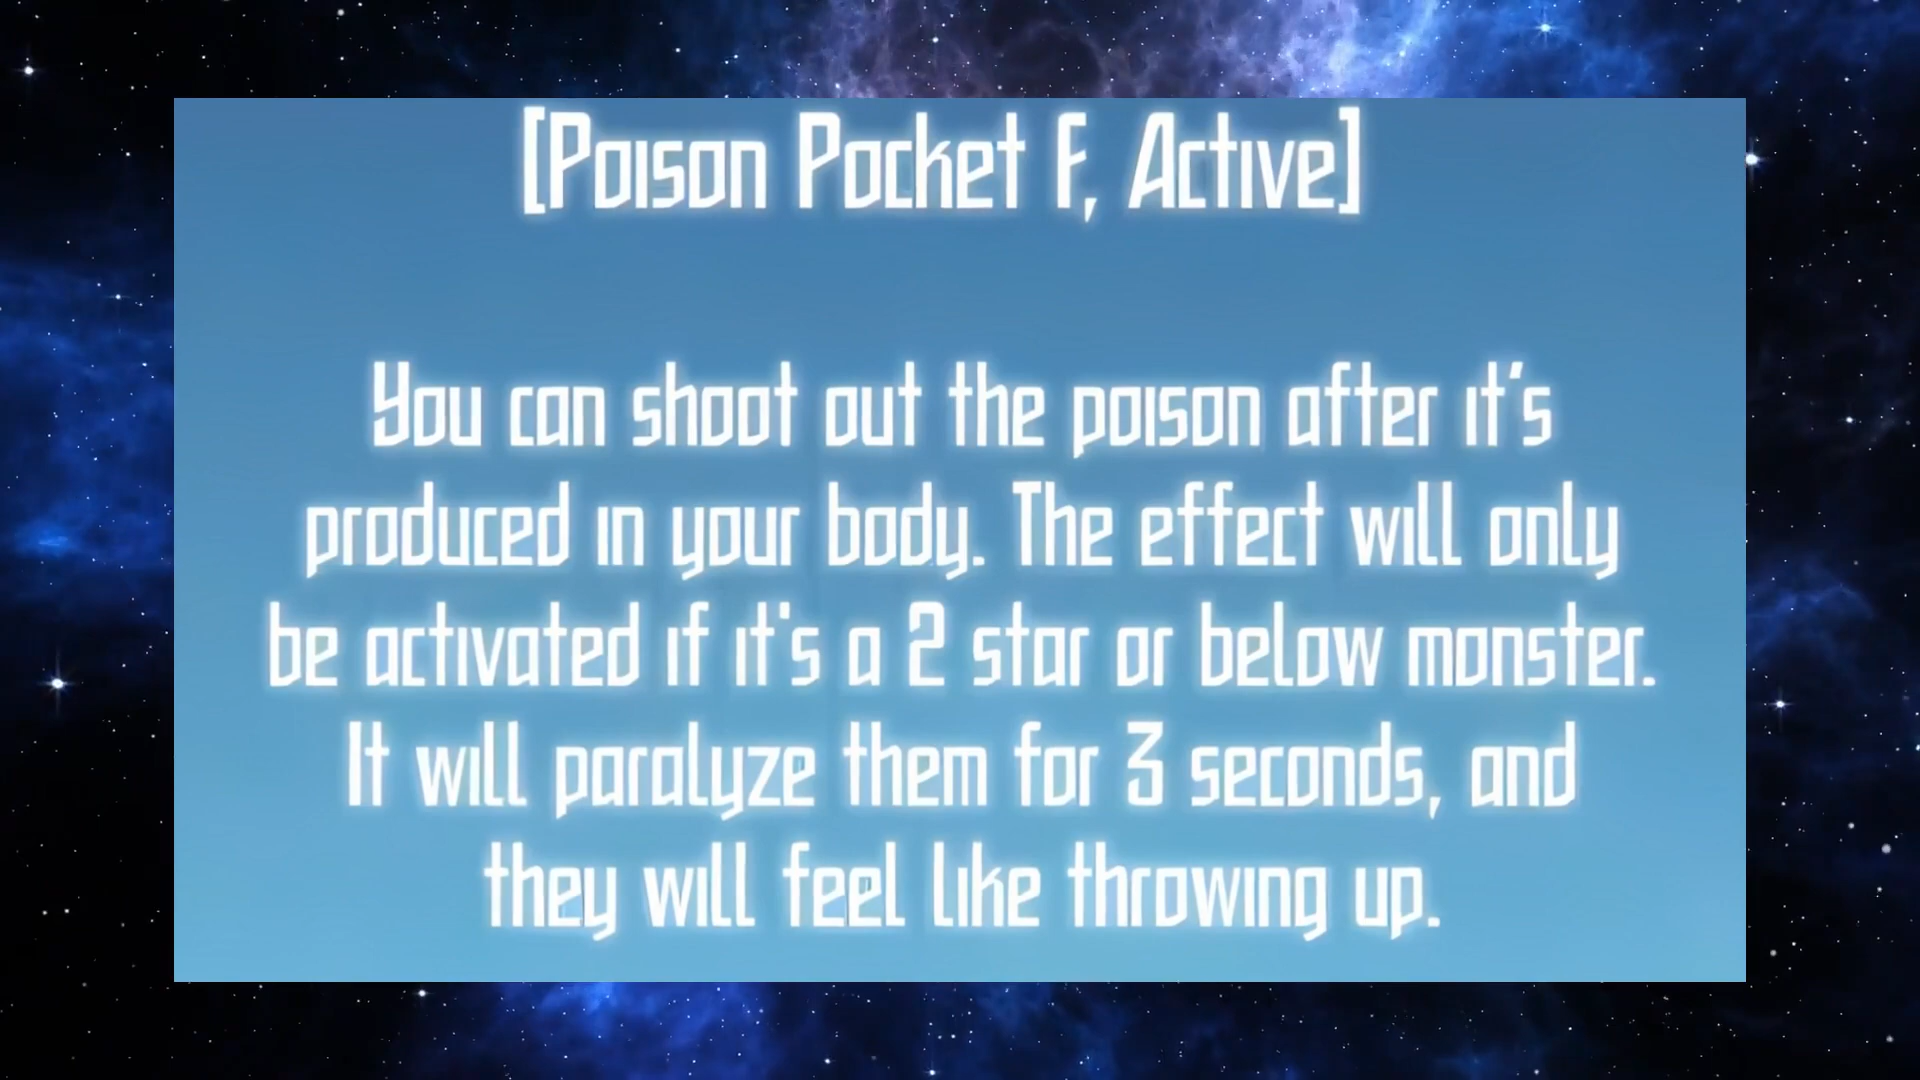 [Poison Pocket F, Active]
You can shoot out the poison after it's
produced in your body. The effect will only
be activated if it's a 2 star or below monster.
It will paralyze them for 3 seconds, and
they will feel like throwing up.